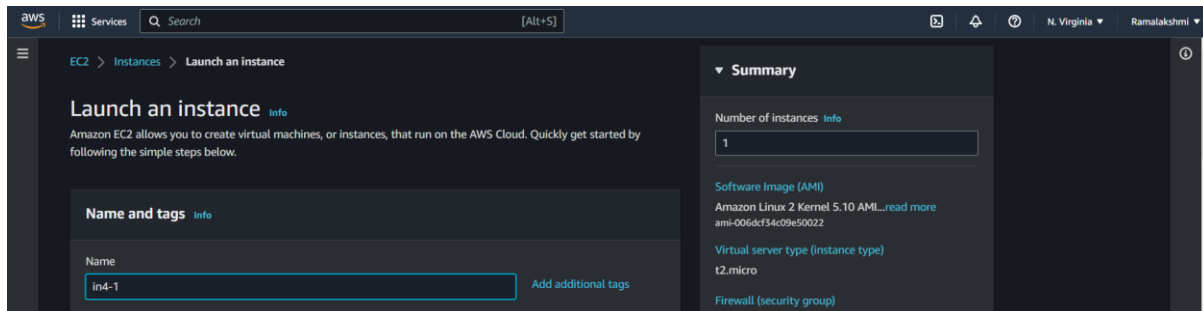 aws Services Search [Alt+S] N. Virginia ▼ Ramalakshmi ▼
EC2 > Instances > Launch an instance
Launch an instance Info
Amazon EC2 allows you to create virtual machines, or instances, that run on the AWS Cloud. Quickly get started by
following the simple steps below.
Name and tags Info
Name
in4-1 Add additional tags
▼ Summary
Number of instances Info
1
Software Image (AMI)
Amazon Linux 2 Kernel 5.10 AMI...read more
ami-006dcf34c09e50022
Virtual server type (instance type)
t2.micro
Firewall (security group)